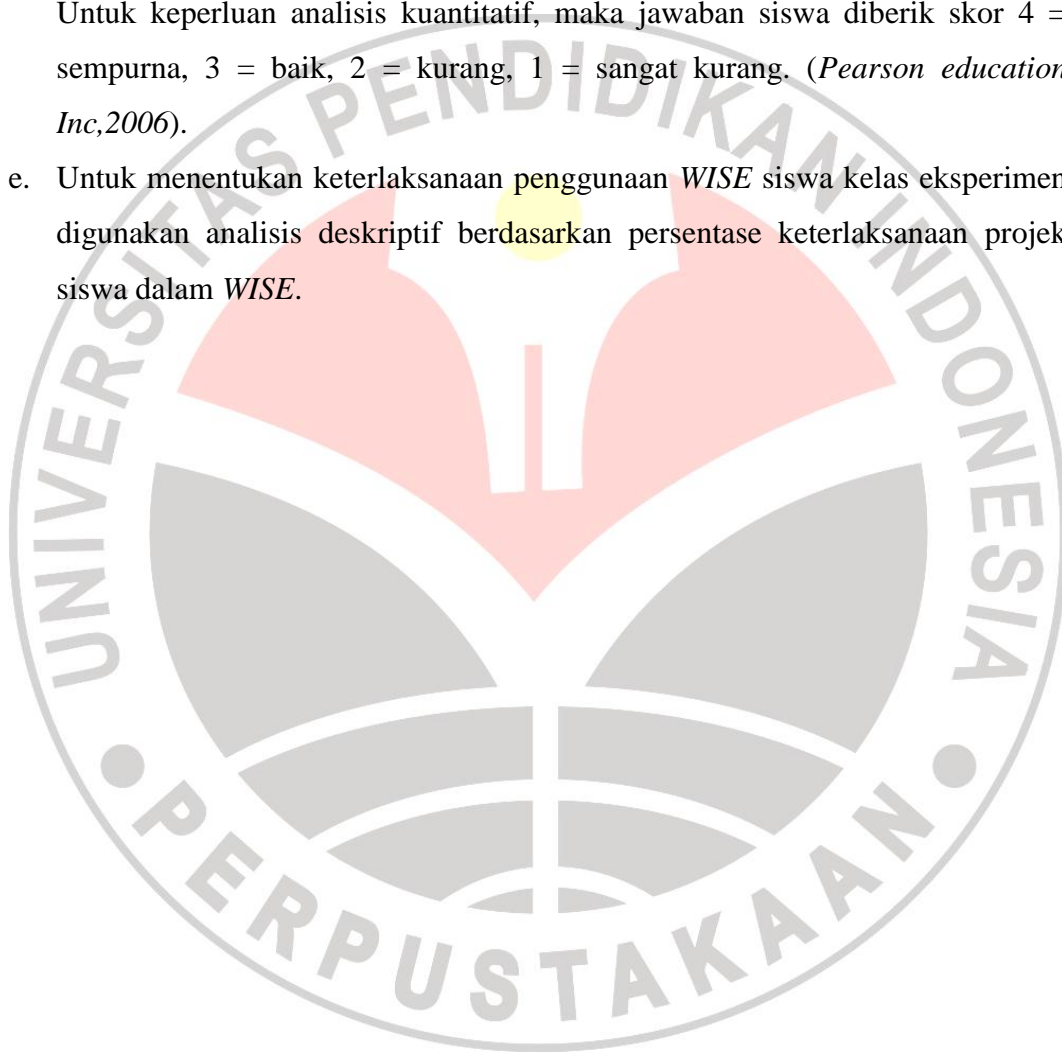 Untuk keperluan analisis kuantitatif, maka jawaban siswa diberik skor 4 =
sempurna, 3 = baik, 2 = kurang, 1 = sangat kurang. (Pearson education
Inc,2006).
e. Untuk menentukan keterlaksanaan penggunaan WISE siswa kelas eksperimen
digunakan analisis deskriptif berdasarkan persentase keterlaksanaan projek
siswa dalam WISE.
UNIVERSITAS PENDIDIKAN INDONESIA
PERPUSTAKAAN